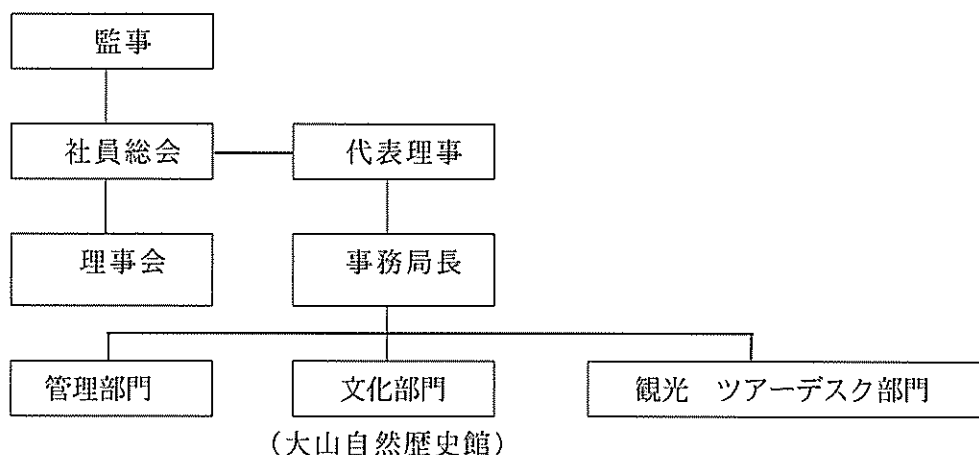 監事
社員総会 代表理事
理事会 事務局長
管理部門 文化部門 観光 ツアーデスク部門
(大山自然歴史館)